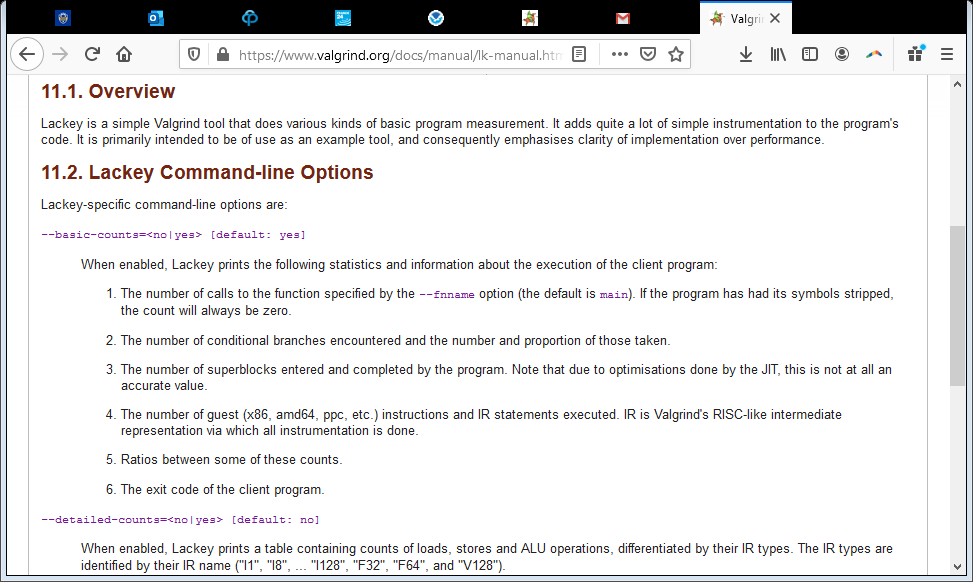 Valgri
https://www.valgrind.org/docs/manual/lk-manual.htm
11.1. Overview
Lackey is a simple Valgrind tool that does various kinds of basic program measurement. It adds quite a lot of simple instrumentation to the program's
code. It is primarily intended to be of use as an example tool, and consequently emphasises clarity of implementation over performance.
11.2. Lackey Command-line Options
Lackey-specific command-line options are:
--basic-counts=<no|yes> [default: yes]
When enabled, Lackey prints the following statistics and information about the execution of the client program:
1. The number of calls to the function specified by the --fnname option (the default is main). If the program has had its symbols stripped,
the count will always be zero.
2. The number of conditional branches encountered and the number and proportion of those taken.
3. The number of superblocks entered and completed by the program. Note that due to optimisations done by the JIT, this is not at all an
accurate value.
4. The number of guest (x86, amd64, ppc, etc.) instructions and IR statements executed. IR is Valgrind's RISC-like intermediate
representation via which all instrumentation is done.
5. Ratios between some of these counts.
6. The exit code of the client program.
--detailed-counts=<no|yes> [default: no]
When enabled, Lackey prints a table containing counts of loads, stores and ALU operations, differentiated by their IR types. The IR types are
identified by their IR name ("I1", "I8", ... "I128", "F32", "F64", and "V128").